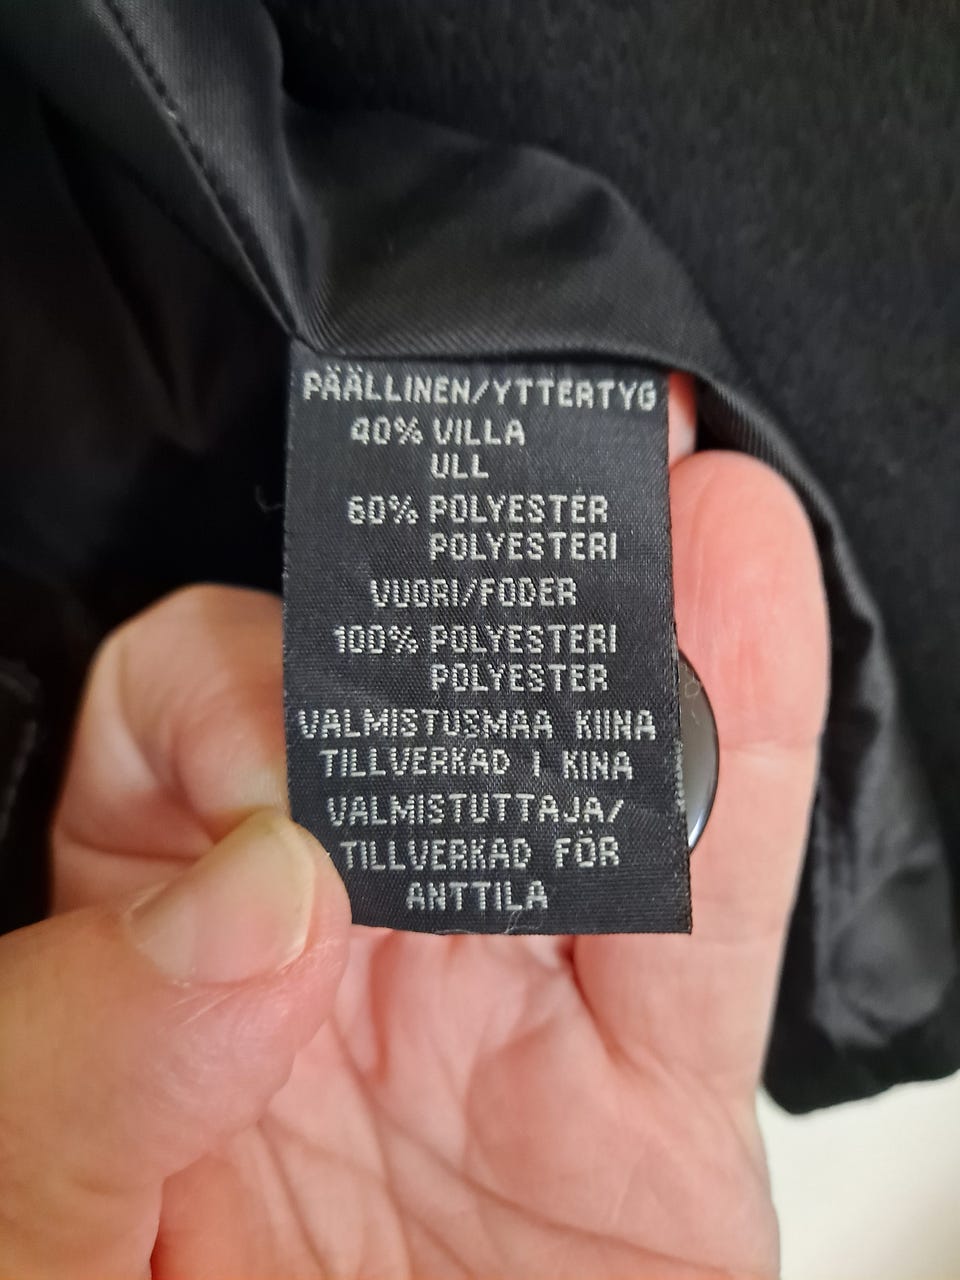 PÄÄLLINEN/YTTERTYG
40% VILLA
ULL
60% POLYESTER
POLYESTERI
VUORI/FODER
100% POLYESTERI
POLYESTER
VALMISTUSMAA KIINA
TILLVERKAD I KINA
VALMISTUTTAJA/
TILLVERKAD FÖR
ANTTILA